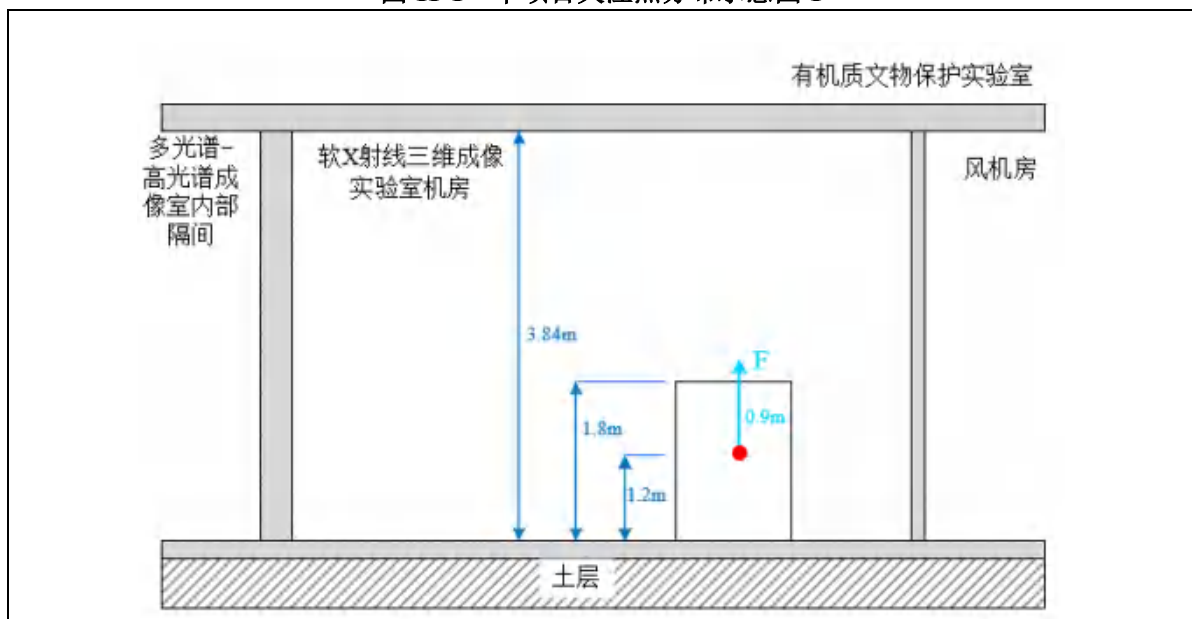 有机质文物保护实验室
多光谱-
高光谱成
像室内部
隔间
软X射线三维成像
实验室机房
风机房
3.84m
F
0.9m
1.8m
1.2m
土层